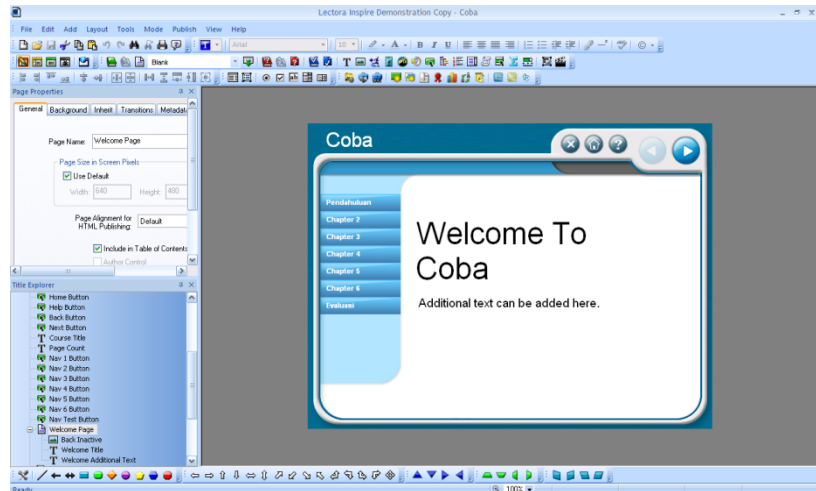 Lectora Inspire Demonstration Copy - Coba
File Edit Add Layout Tools Mode Publish View Help
Arial 10 A B I U
Blank
Page Properties
General Background Inherit Transitions
Page Name: Welcome Page
Page Size in Screen Pixels
Use Default
Width: 640 Height: 480
Page Alignment for Default
HTML Publishing:
Include in Table of Contents
Author Control
Title Explorer
Home Button
Help Button
Back Button
Next Button
Course Title
Page Count
Nav 1 Button
Nav 2 Button
Nav 3 Button
Nav 4 Button
Nav 5 Button
Nav 6 Button
Nav Test Button
Welcome Page
Back Inactive
Welcome Title
Welcome Additional Text
Coba
Pendahuluan
Chapter 2
Chapter 3
Chapter 4
Chapter 5
Chapter 6
Evaluasi
Welcome To
Coba
Additional text can be added here.
Ready
100%